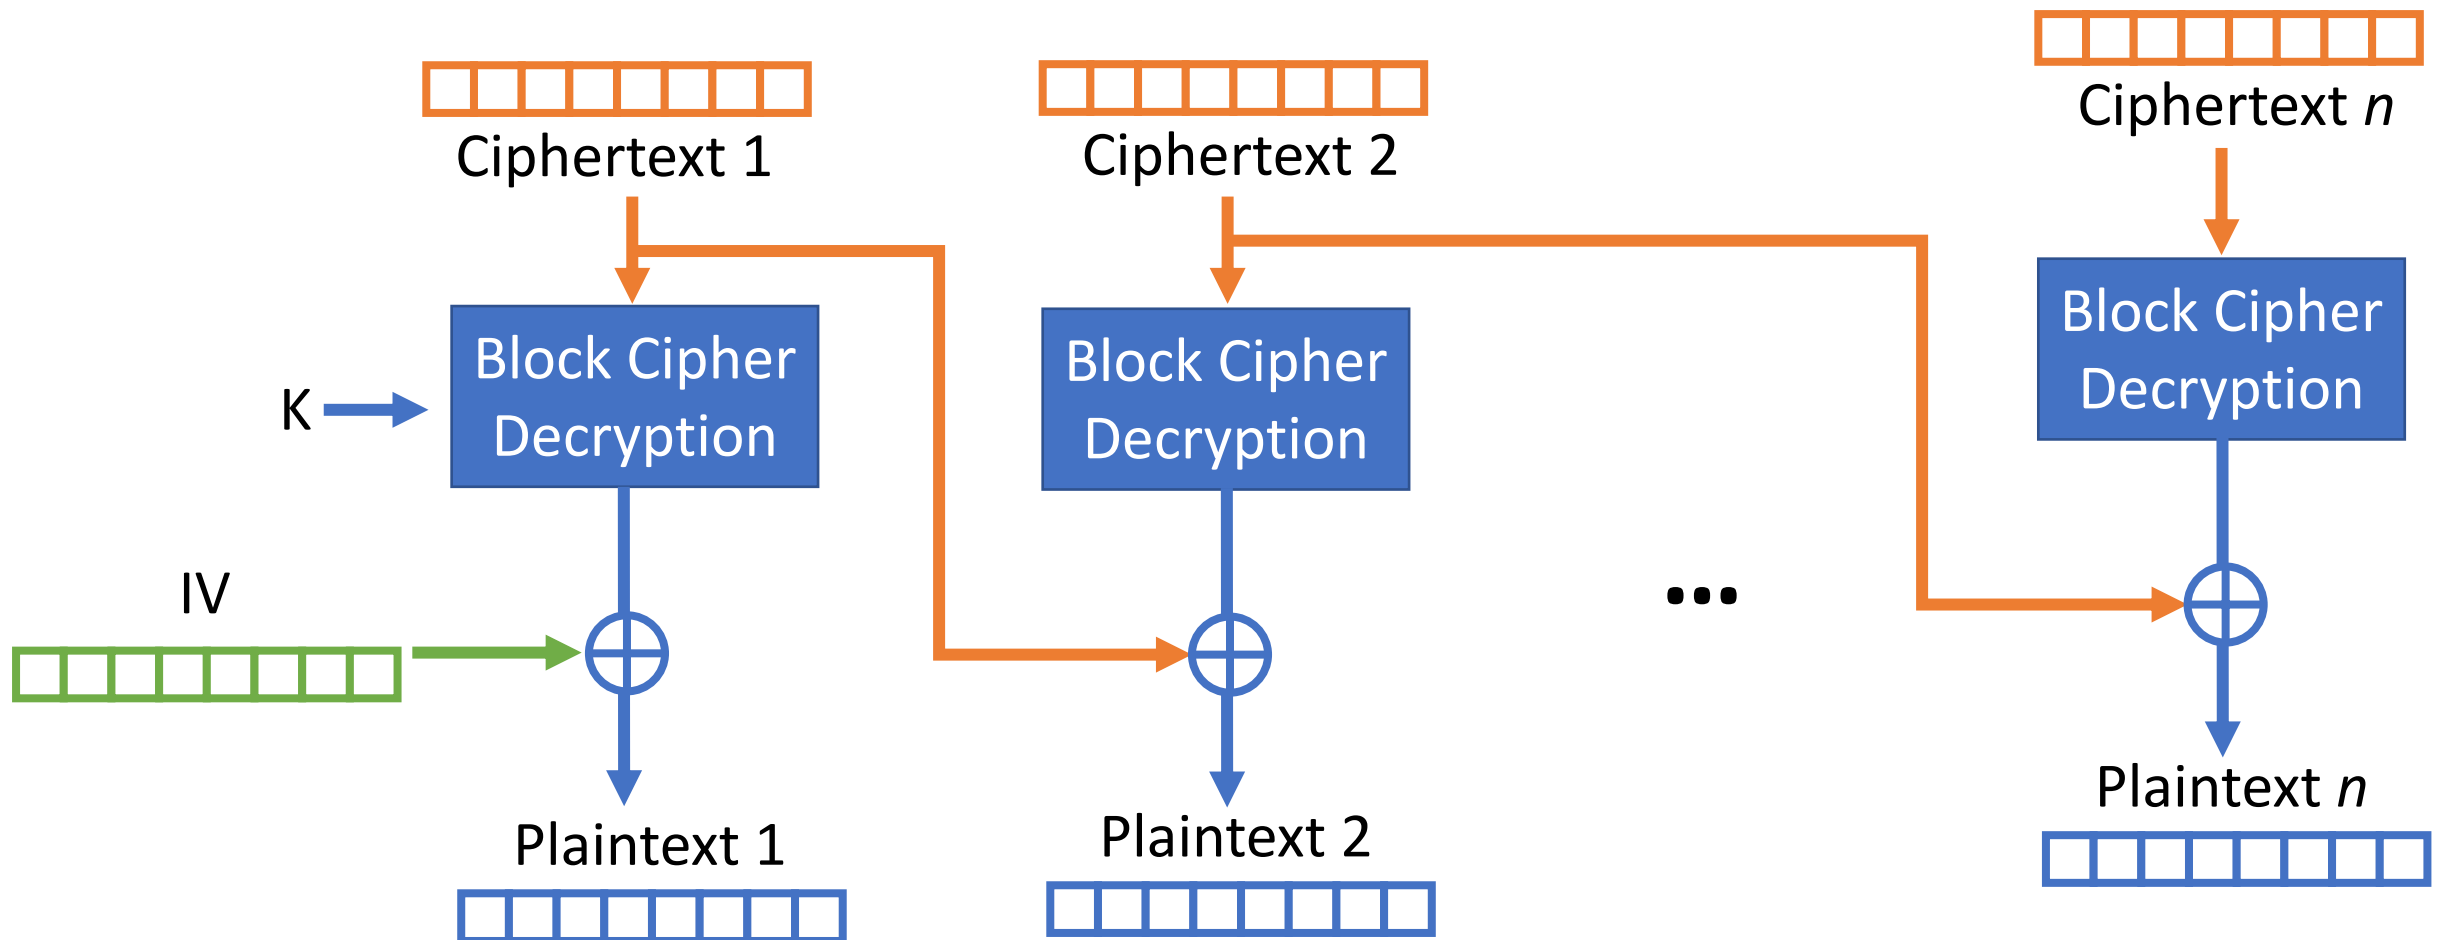 Ciphertext 1
Ciphertext 2
Ciphertext n
Block Cipher
Decryption
Block Cipher
Decryption
Block Cipher
Decryption
K
IV
...
Plaintext 1
Plaintext 2
Plaintext n